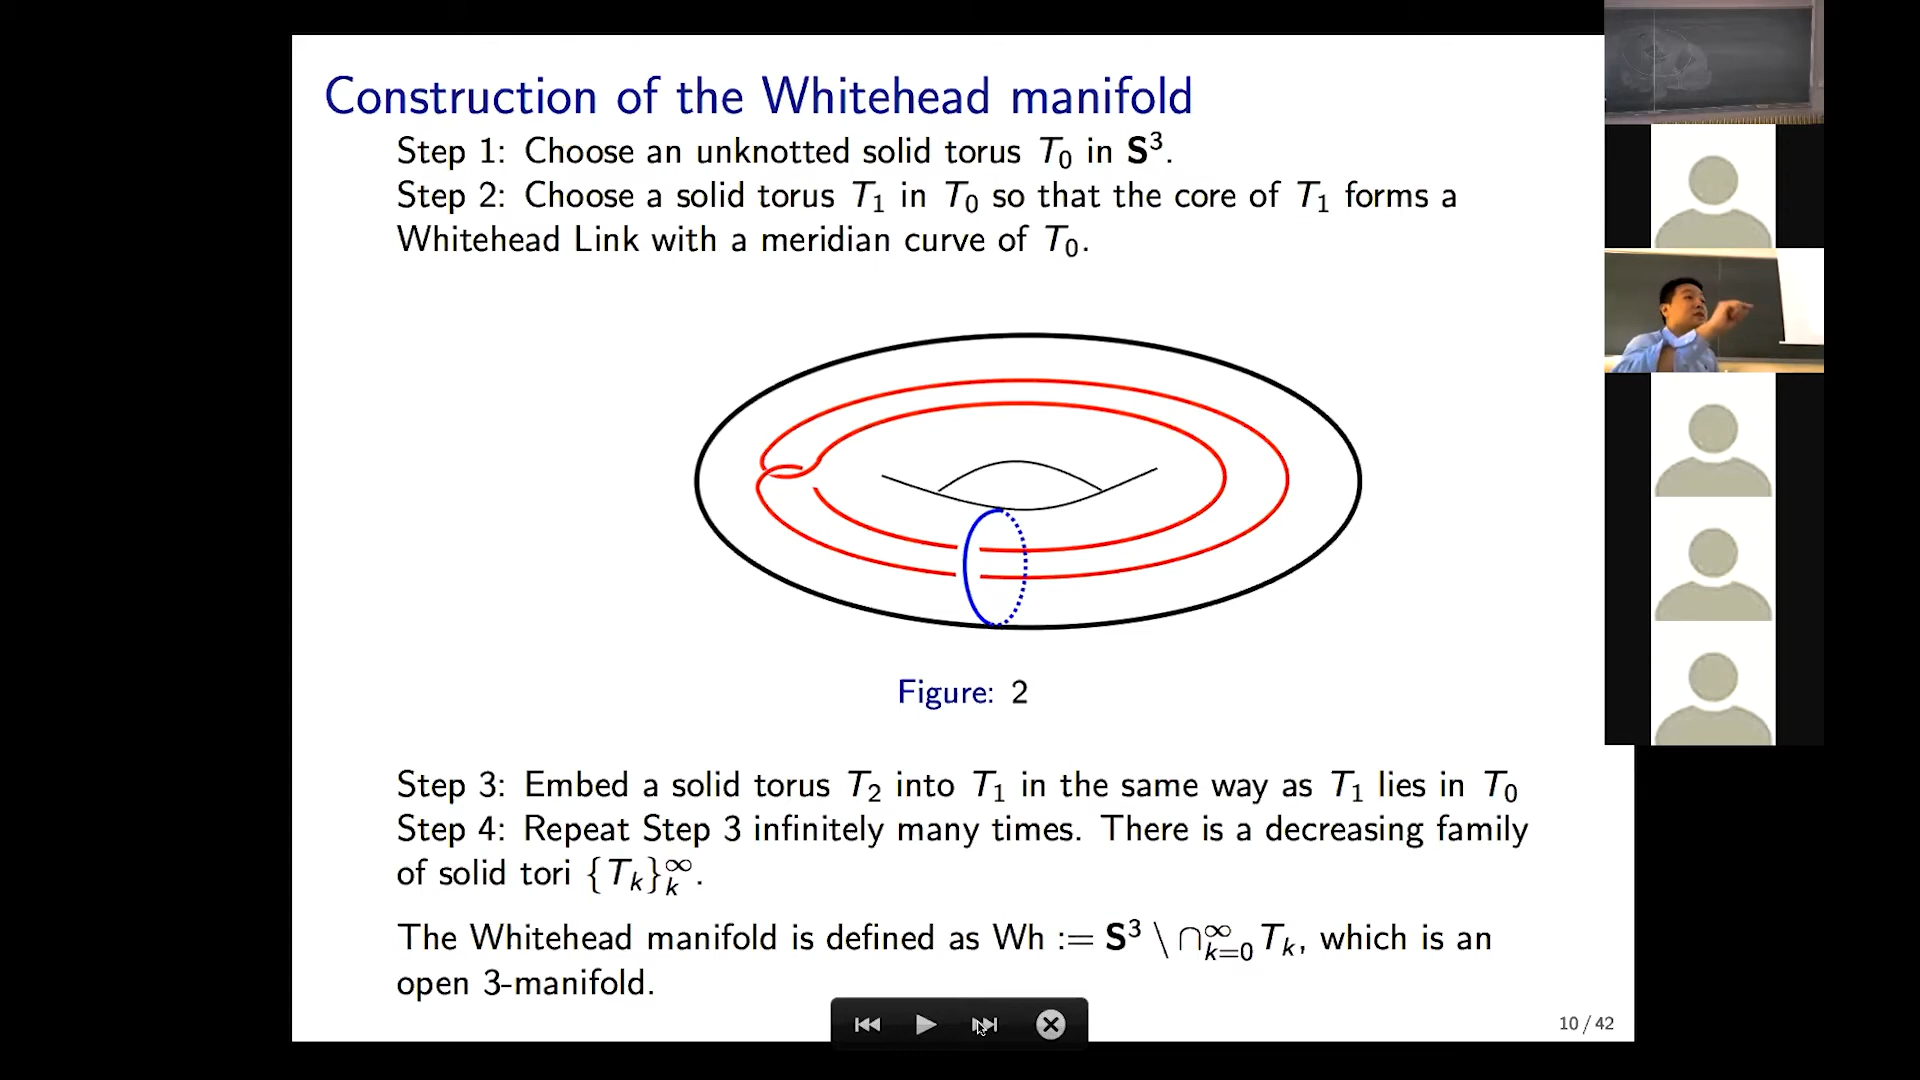 Construction of the Whitehead manifold
Step 1: Choose an unknotted solid torus T₀ in S³.
Step 2: Choose a solid torus T₁ in T₀ so that the core of T₁ forms a
Whitehead Link with a meridian curve of T₀.
Figure: 2
Step 3: Embed a solid torus T₂ into T₁ in the same way as T₁ lies in T₀
Step 4: Repeat Step 3 infinitely many times. There is a decreasing family
of solid tori {T_k}_k^∞.
The Whitehead manifold is defined as Wh := S³ \ ∩_{k=0}^∞ T_k, which is an
open 3-manifold.
10 / 42